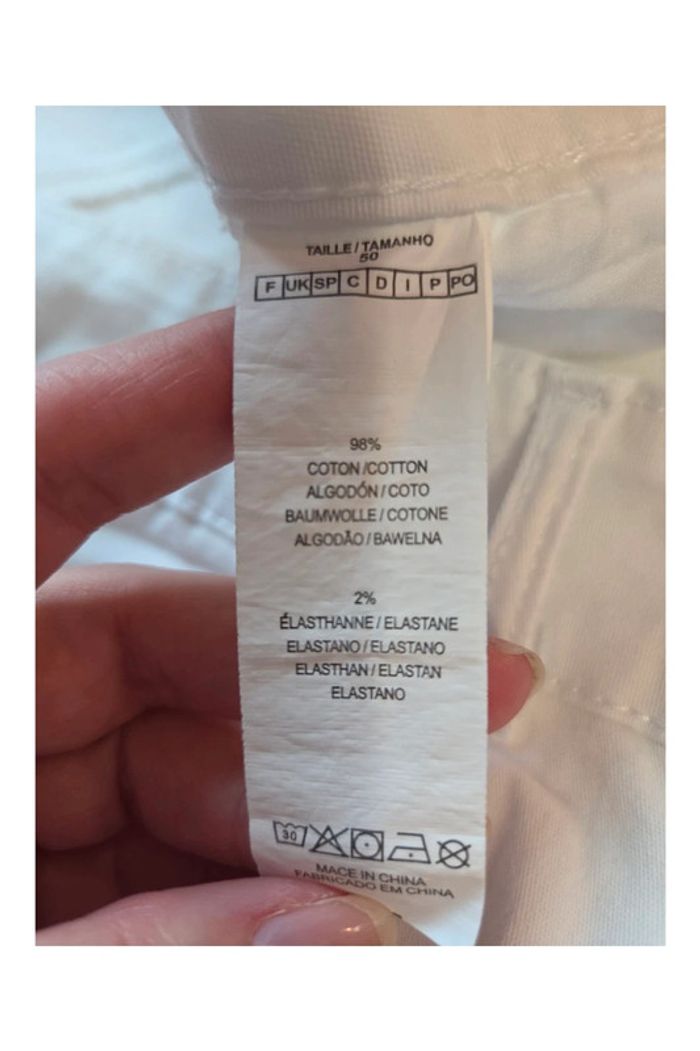 TAILLE / TAMANHO
50
F UK SP C D I P PO
98%
COTON /COTTON
ALGODÓN / COTO
BAUMWOLLE / COTONE
ALGODÃO / BAWELNA
2%
ÉLASTHANNE / ELASTANE
ELASTANO / ELASTANO
ELASTHAN / ELASTAN
ELASTANO
30
MACE IN CHINA
FABRICADO EM CHINA